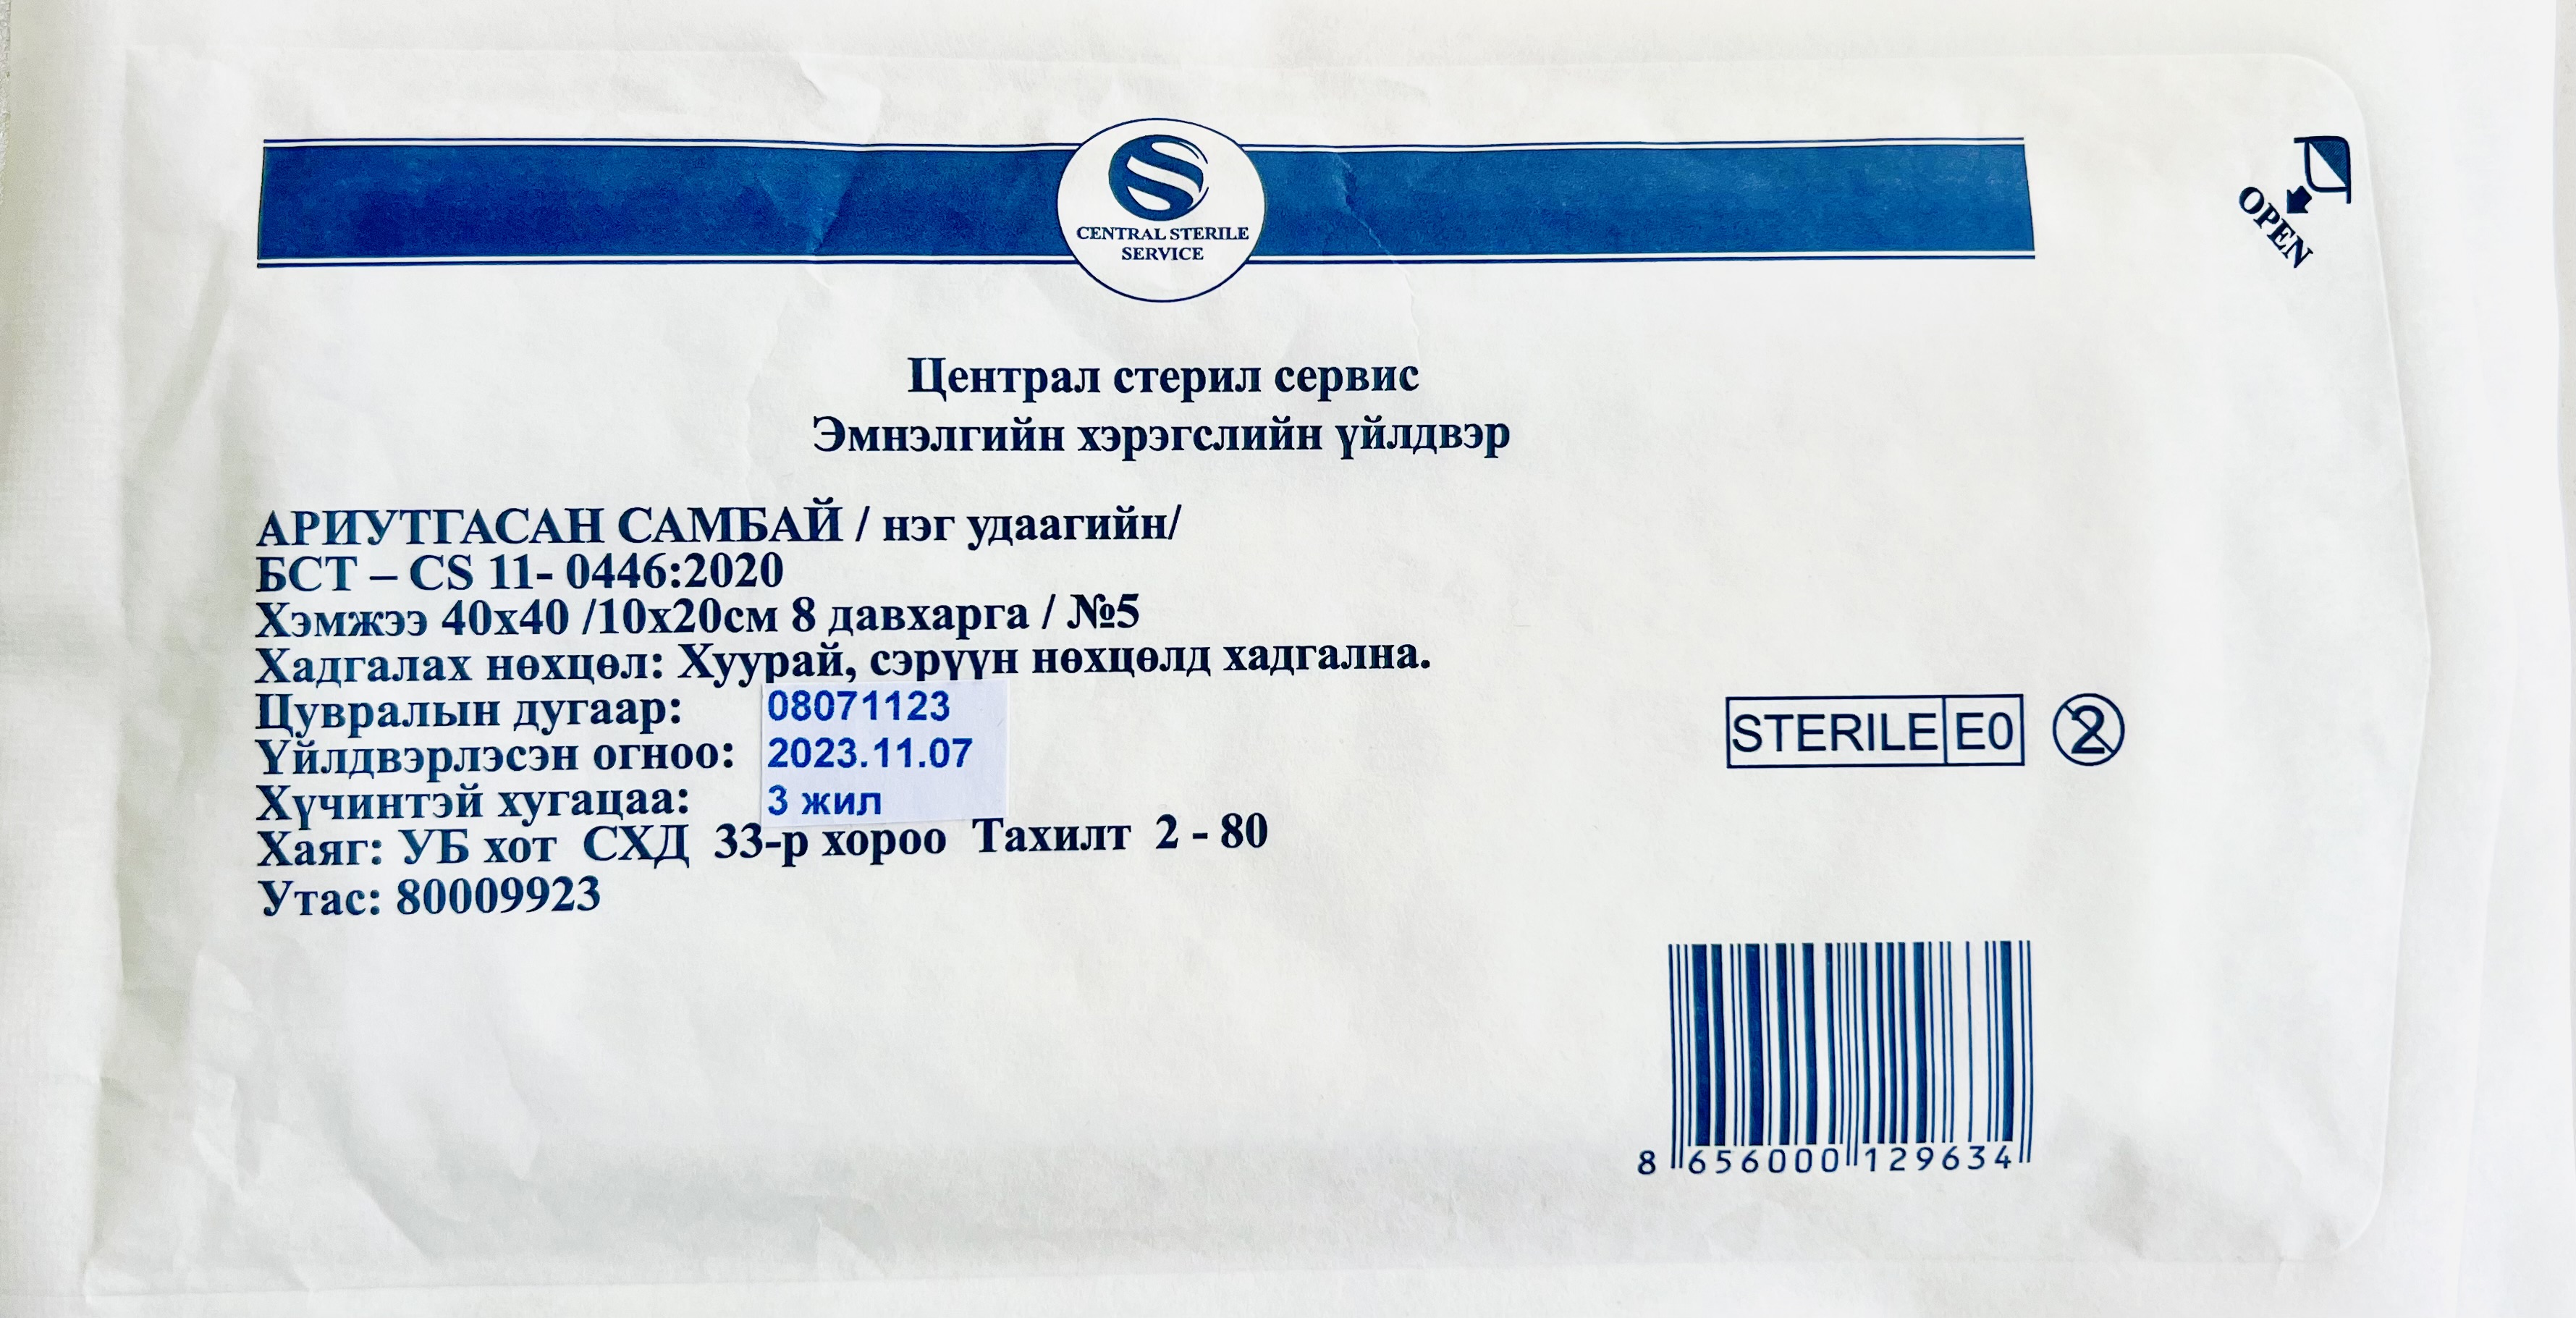 CENTRAL STERILE
SERVICE
OPEN
Централ стерил сервис
Эмнэлгийн хэрэгслийн үйлдвэр
АРИУТГАСАН САМБАЙ / нэг удаагийн/
БСТ – CS 11- 0446:2020
Хэмжээ 40x40 /10x20см 8 давхарга / №5
Хадгалах нөхцөл: Хуурай, сэрүүн нөхцөлд хадгална.
Цувралын дугаар: 08071123
Үйлдвэрлэсэн огноо: 2023.11.07
Хүчинтэй хугацаа: 3 жил
Хаяг: УБ хот СХД 33-р хороо Тахилт 2 - 80
Утас: 80009923
STERILE E0 2
8 656000 129634